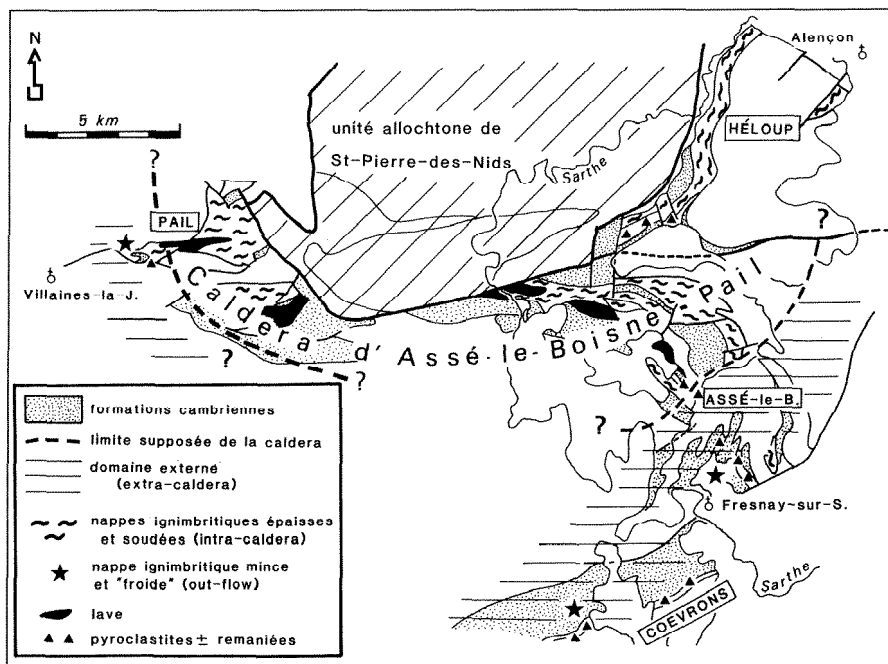 N
5 km
?
PAIL
Villaines-la-J.
unité allochtone de
St-Pierre-des-Nids
Sarthe
Alençon
HÉLOUP
?
Caldera d'Assé-le-Boisne Pail
?
?
?
ASSÉ-le-B.
Fresnay-sur-S.
Sarthe
COEVRONS
formations cambriennes
limite supposée de la caldera
domaine externe
(extra-caldera)
nappes ignimbritiques épaisses
et soudées (intra-caldera)
nappe ignimbritique mince
et "froide" (out-flow)
lave
pyroclastites ± remaniées